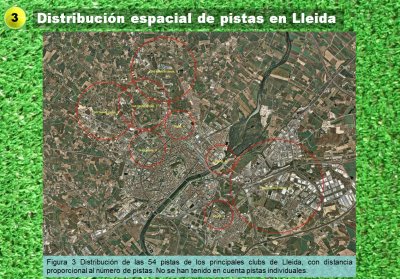 3 Distribución espacial de pistas en Lleida
Figura 3 Distribución de las 54 pistas de los principales clubs de Lleida, con distancia
proporcional al número de pistas. No se han tenido en cuenta pistas individuales